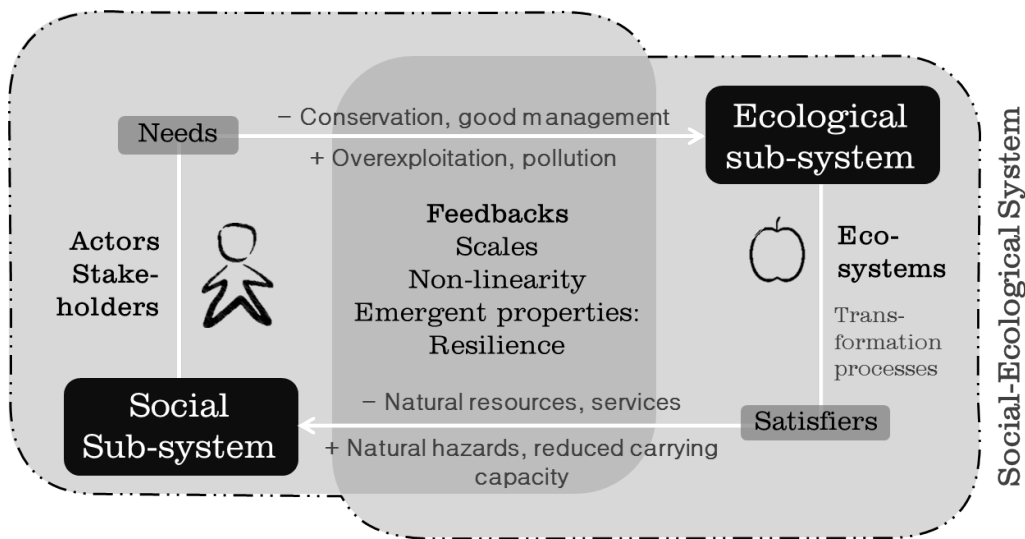 Needs
− Conservation, good management
+ Overexploitation, pollution
Ecological
sub-system
Actors
Stake-
holders
Feedbacks
Scales
Non-linearity
Emergent properties:
Resilience
Eco-
systems
Trans-
formation
processes
Social
Sub-system
− Natural resources, services
+ Natural hazards, reduced carrying
capacity
Satisfiers
Social-Ecological System